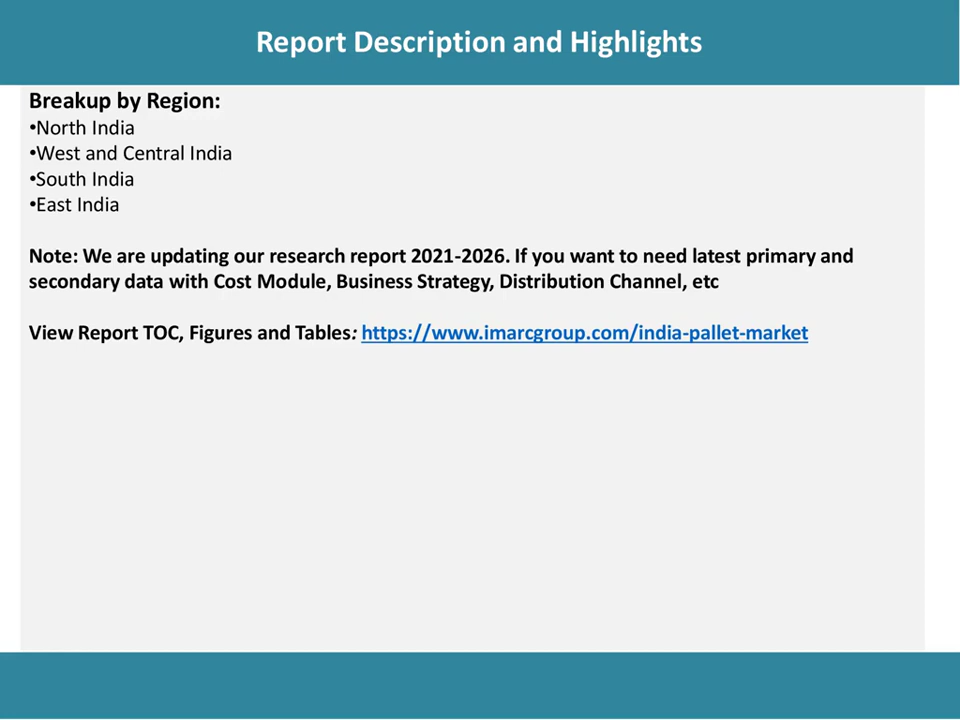 Report Description and Highlights
Breakup by Region:
•North India
•West and Central India
•South India
•East India
Note: We are updating our research report 2021-2026. If you want to need latest primary and
secondary data with Cost Module, Business Strategy, Distribution Channel, etc
View Report TOC, Figures and Tables: https://www.imarcgroup.com/india-pallet-market